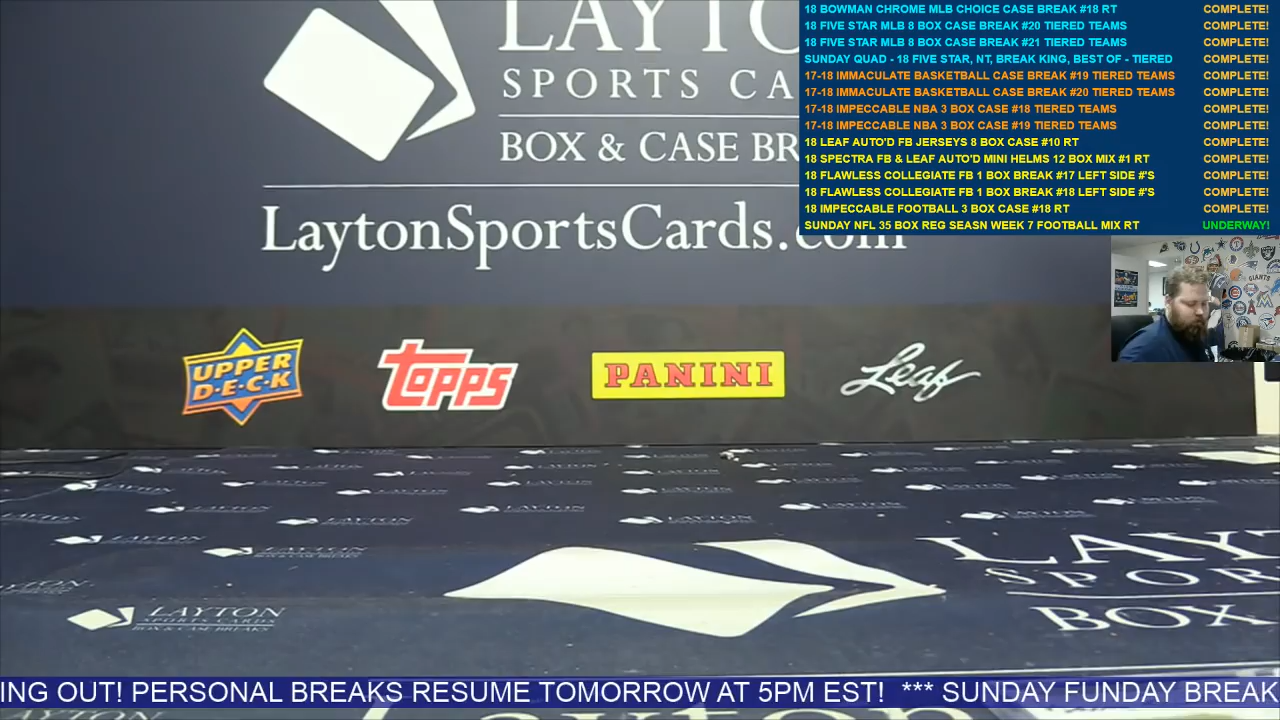 LAYTO
SPORTS CA
BOX & CASE BR
LaytonSportsCards.com
18 BOWMAN CHROME MLB CHOICE CASE BREAK #18 RT COMPLETE!
18 FIVE STAR MLB 8 BOX CASE BREAK #20 TIERED TEAMS COMPLETE!
18 FIVE STAR MLB 8 BOX CASE BREAK #21 TIERED TEAMS COMPLETE!
SUNDAY QUAD - 18 FIVE STAR, NT, BREAK KING, BEST OF - TIERED COMPLETE!
17-18 IMMACULATE BASKETBALL CASE BREAK #19 TIERED TEAMS COMPLETE!
17-18 IMMACULATE BASKETBALL CASE BREAK #20 TIERED TEAMS COMPLETE!
17-18 IMPECCABLE NBA 3 BOX CASE #18 TIERED TEAMS COMPLETE!
17-18 IMPECCABLE NBA 3 BOX CASE #19 TIERED TEAMS COMPLETE!
18 LEAF AUTO'D FB JERSEYS 8 BOX CASE #10 RT COMPLETE!
18 SPECTRA FB & LEAF AUTO'D MINI HELMS 12 BOX MIX #1 RT COMPLETE!
18 FLAWLESS COLLEGIATE FB 1 BOX BREAK #17 LEFT SIDE #'S COMPLETE!
18 FLAWLESS COLLEGIATE FB 1 BOX BREAK #18 LEFT SIDE #'S COMPLETE!
18 IMPECCABLE FOOTBALL 3 BOX CASE #18 RT COMPLETE!
SUNDAY NFL 35 BOX REG SEASN WEEK 7 FOOTBALL MIX RT UNDERWAY!
UPPER
D·E·C·K
TOPPS
PANINI
Leaf
LAYT
SPOR
BOX
LAYTON
SPORTS CARDS
BOX & CASE BREAKS
ING OUT! PERSONAL BREAKS RESUME TOMORROW AT 5PM EST! *** SUNDAY FUNDAY BREAK